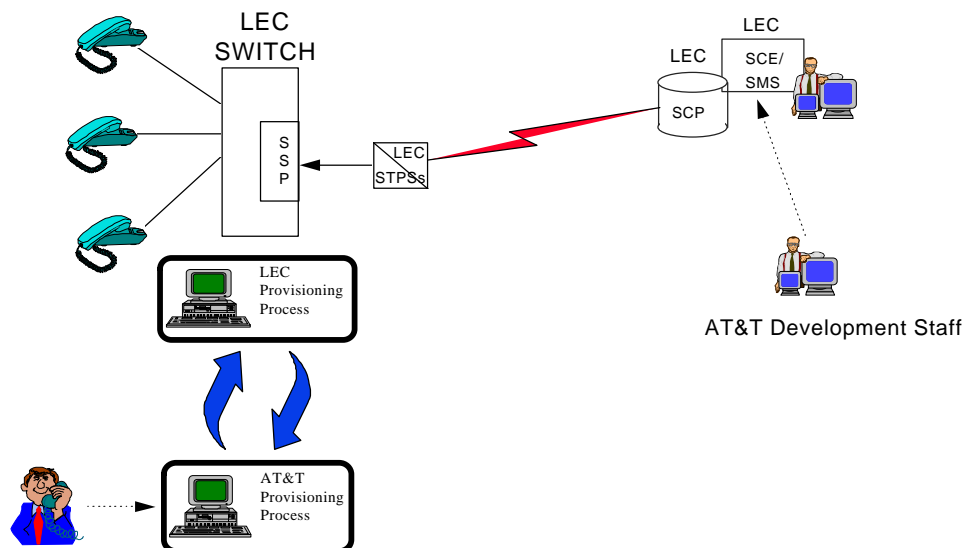 LEC
SWITCH
S
S
P
LEC
STPSs
LEC
SCP
LEC
SCE/
SMS
AT&T Development Staff
LEC
Provisioning
Process
AT&T
Provisioning
Process